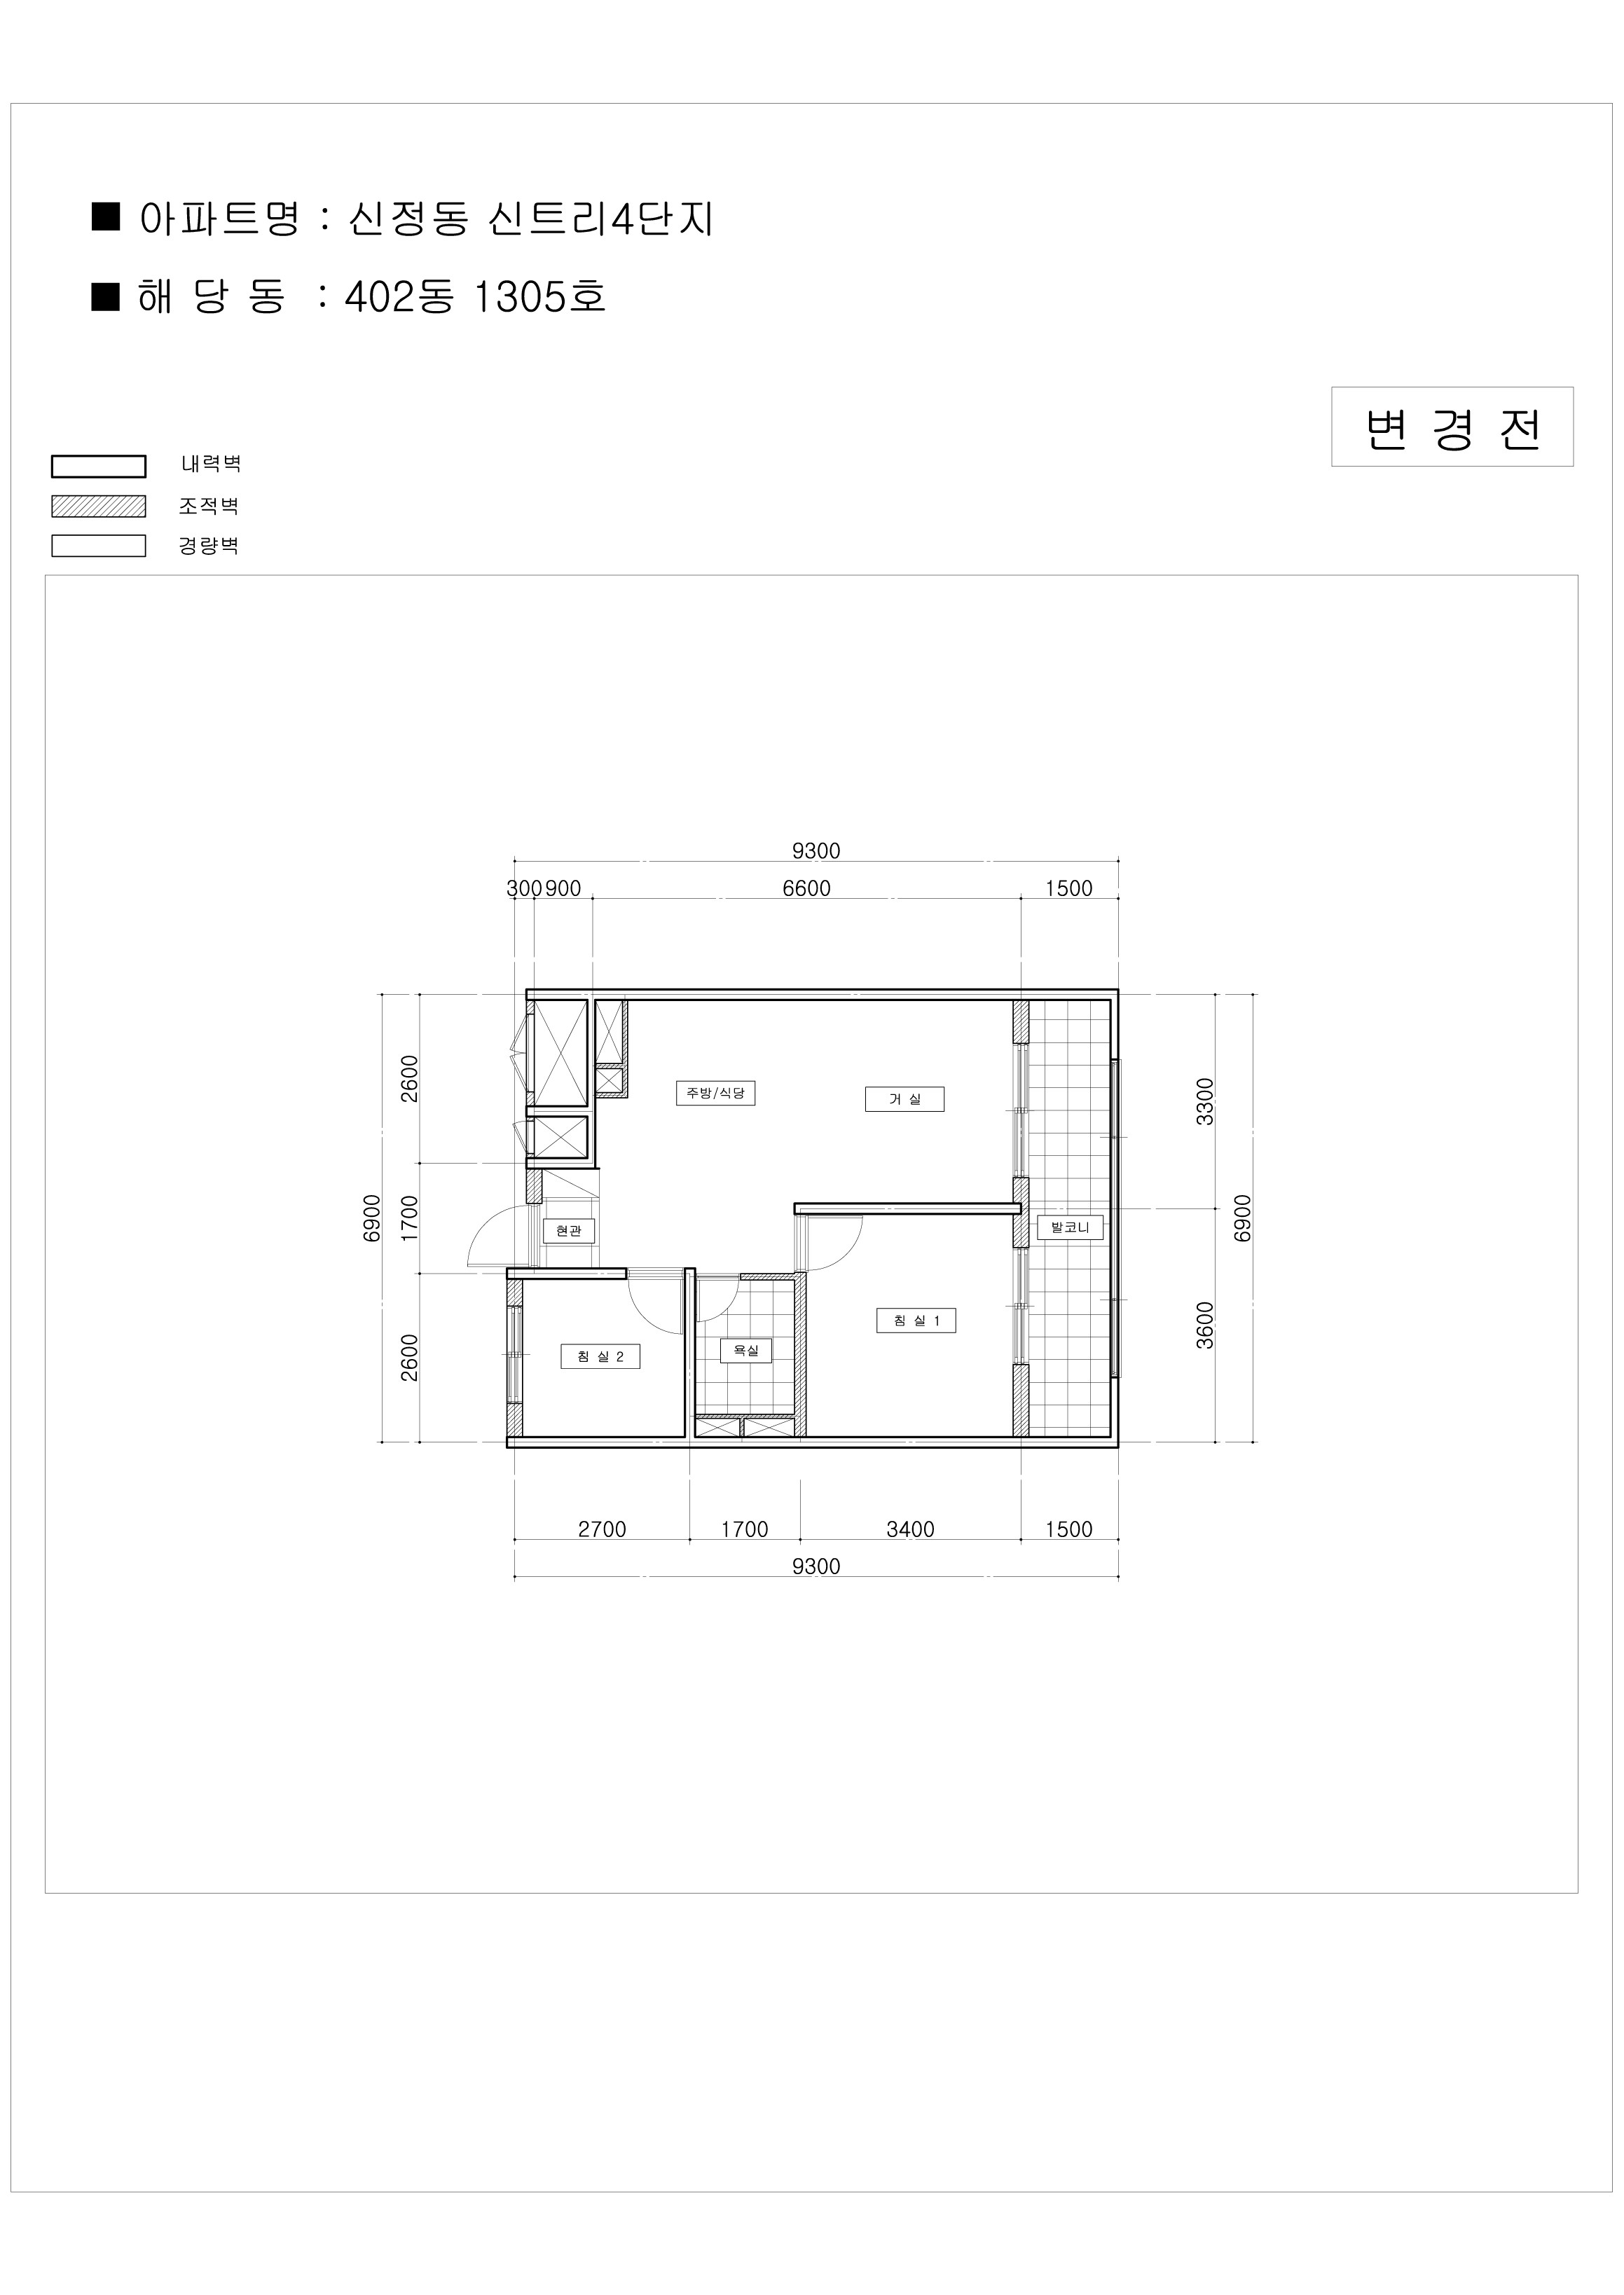 ■ 아파트명 : 신정동 신트리4단지
■ 해 당 동 : 402동 1305호
변 경 전
내력벽
조적벽
경량벽
9300
300 900 6600 1500
2600
1700
2600
6900
3300
3600
6900
주방/식당
거 실
현관
발코니
침 실 1
침 실 2
욕실
2700 1700 3400 1500
9300